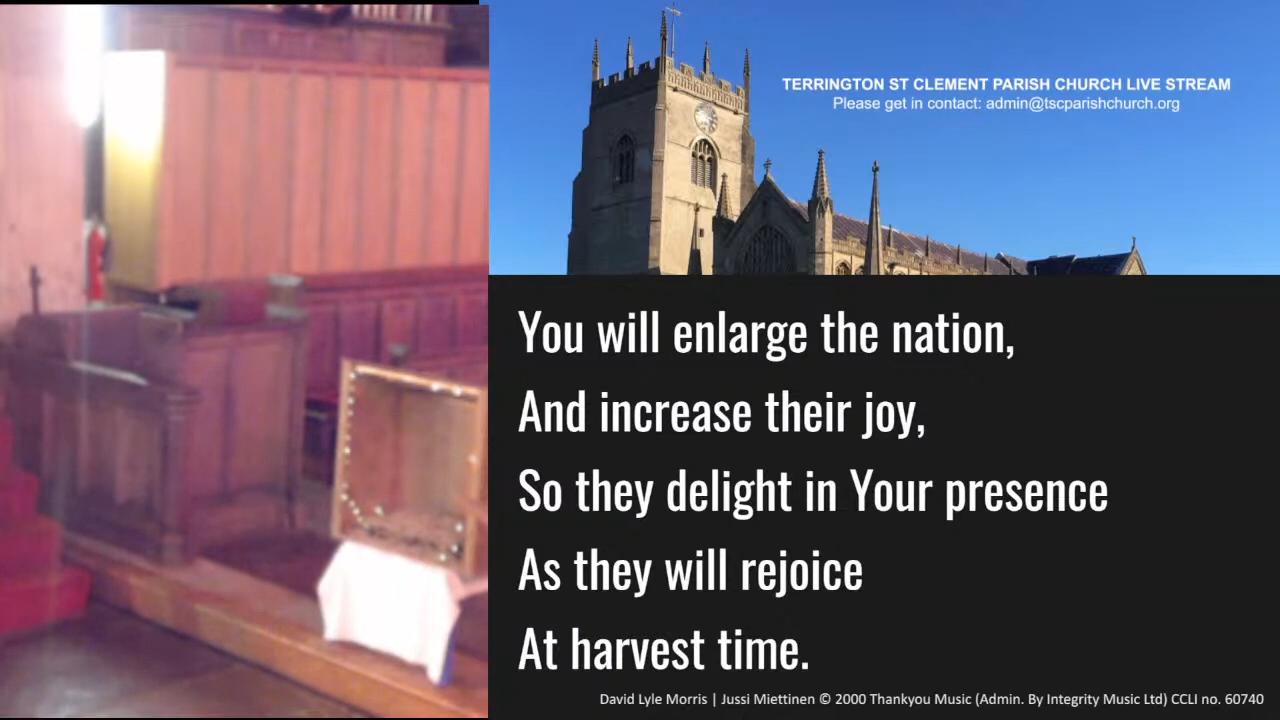 TERRINGTON ST CLEMENT PARISH CHURCH LIVE STREAM
Please get in contact: admin@tscparishchurch.org
You will enlarge the nation,
And increase their joy,
So they delight in Your presence
As they will rejoice
At harvest time.
David Lyle Morris | Jussi Miettinen © 2000 Thankyou Music (Admin. By Integrity Music Ltd) CCLI no. 60740